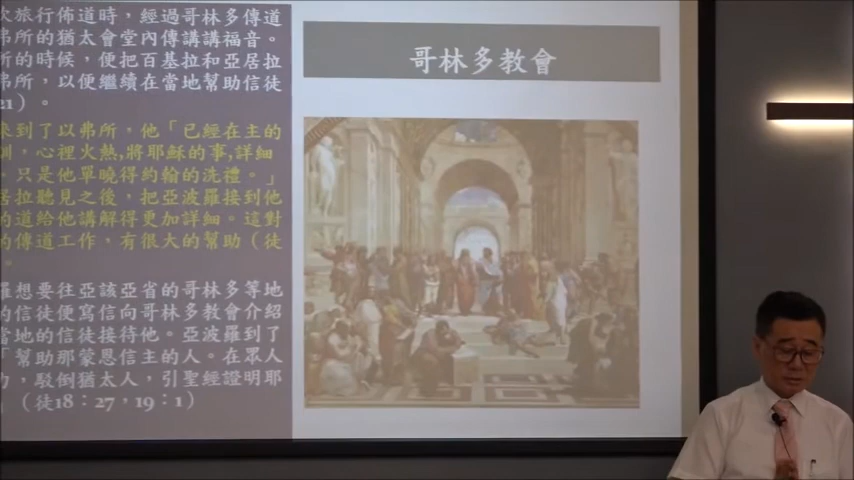 次旅行佈道時，經過哥林多傳道
弗所的猶太會堂內傳講講福音。
所的時候，便把百基拉和亞居拉
弗所，以便繼續在當地幫助信徒
21）。
來到了以弗所，他「已經在主的
訓，心裡火熱,將耶穌的事,詳細
。只是他單曉得約翰的洗禮。」
居拉聽見之後，把亞波羅接到他
的道給他講解得更加詳細。這對
的傳道工作，有很大的幫助（徒
。
羅想要往亞該亞省的哥林多等地
的信徒便寫信向哥林多教會介紹
當地的信徒接待他。亞波羅到了
「幫助那蒙恩信主的人。在眾人
力，駁倒猶太人，引聖經證明耶
」（徒18：27，19：1）
哥林多教會